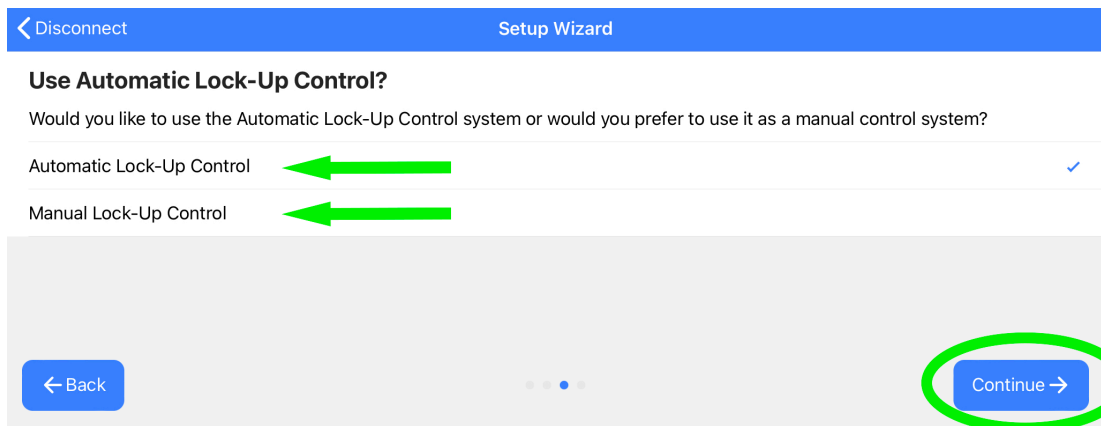 Disconnect
Setup Wizard
Use Automatic Lock-Up Control?
Would you like to use the Automatic Lock-Up Control system or would you prefer to use it as a manual control system?
Automatic Lock-Up Control
Manual Lock-Up Control
Back
Continue